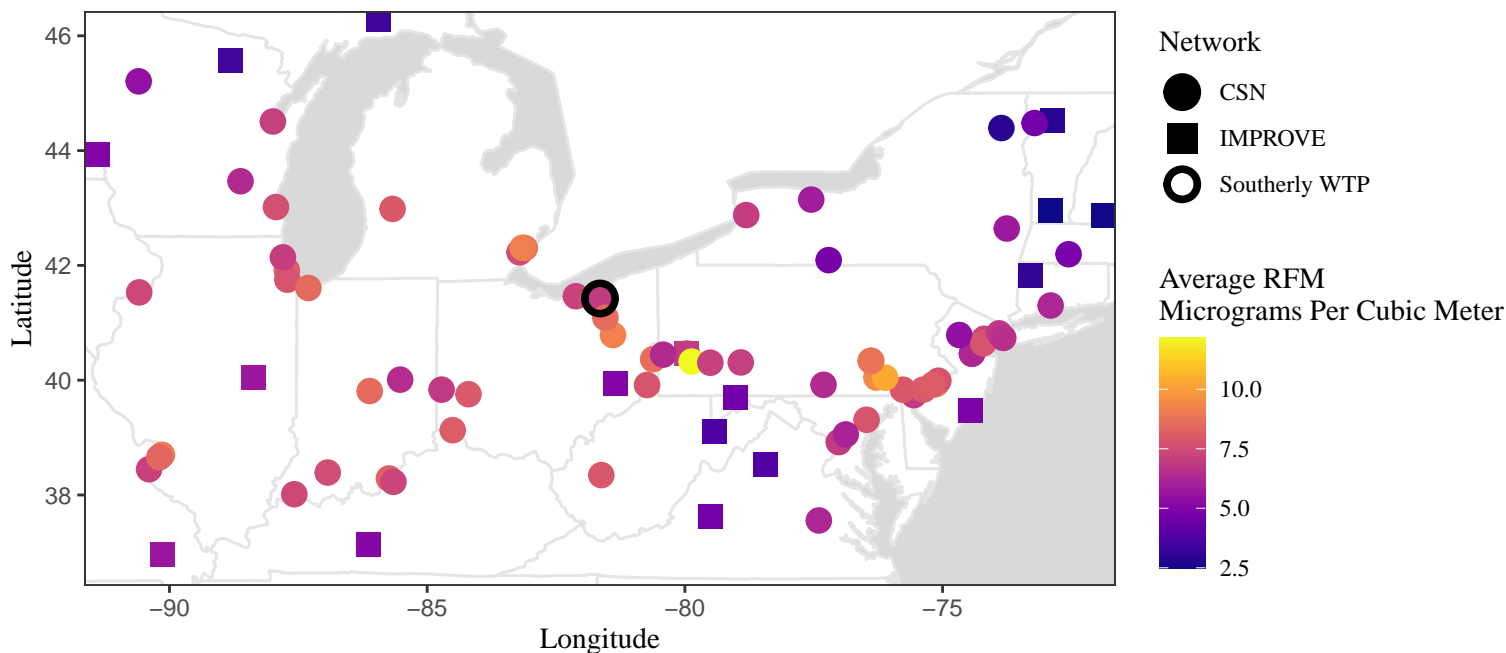 46
44
42
40
38
Latitude
−90
−85
−80
−75
Longitude
Network
CSN
IMPROVE
Southerly WTP
Average RFM
Micrograms Per Cubic Meter
10.0
7.5
5.0
2.5